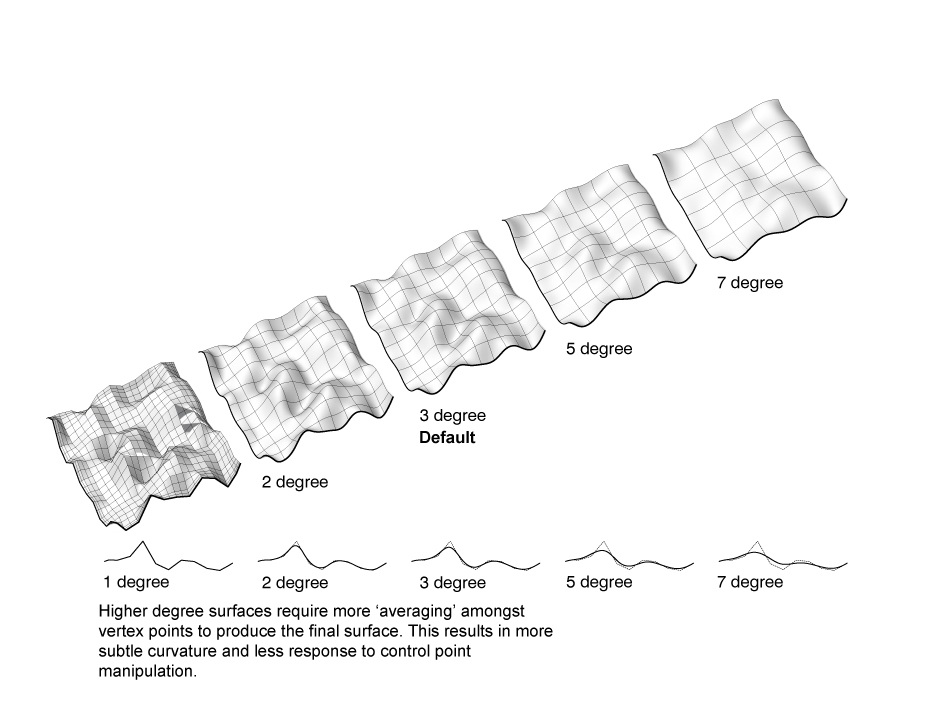 7 degree
5 degree
3 degree
Default
2 degree
1 degree
2 degree
3 degree
5 degree
7 degree
Higher degree surfaces require more ‘averaging’ amongst
vertex points to produce the final surface. This results in more
subtle curvature and less response to control point
manipulation.